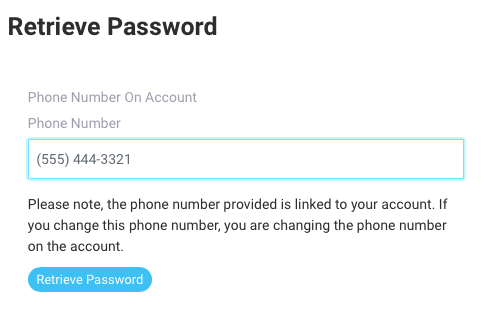 Retrieve Password
Phone Number On Account
Phone Number
(555) 444-3321
Please note, the phone number provided is linked to your account. If
you change this phone number, you are changing the phone number
on the account.
Retrieve Password